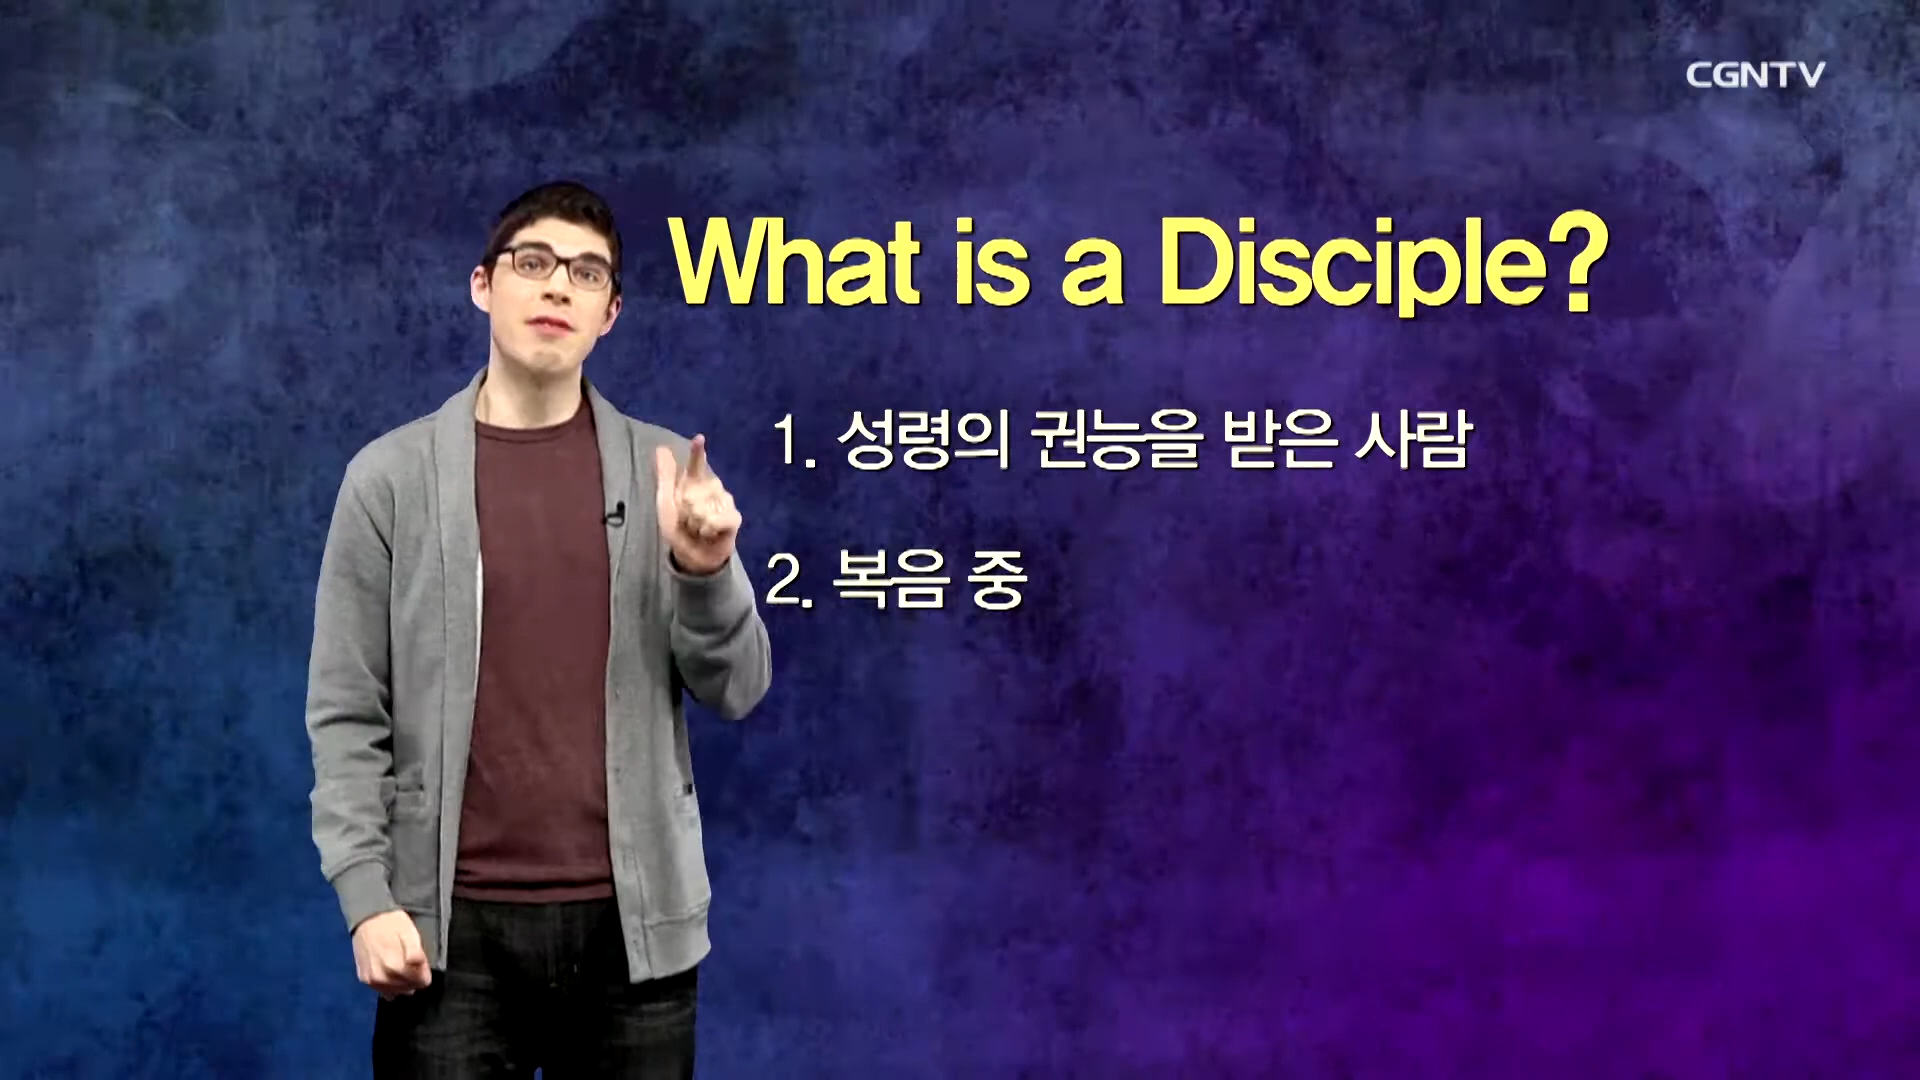 CGNTV
What is a Disciple?
1. 성령의 권능을 받은 사람
2. 복음 중